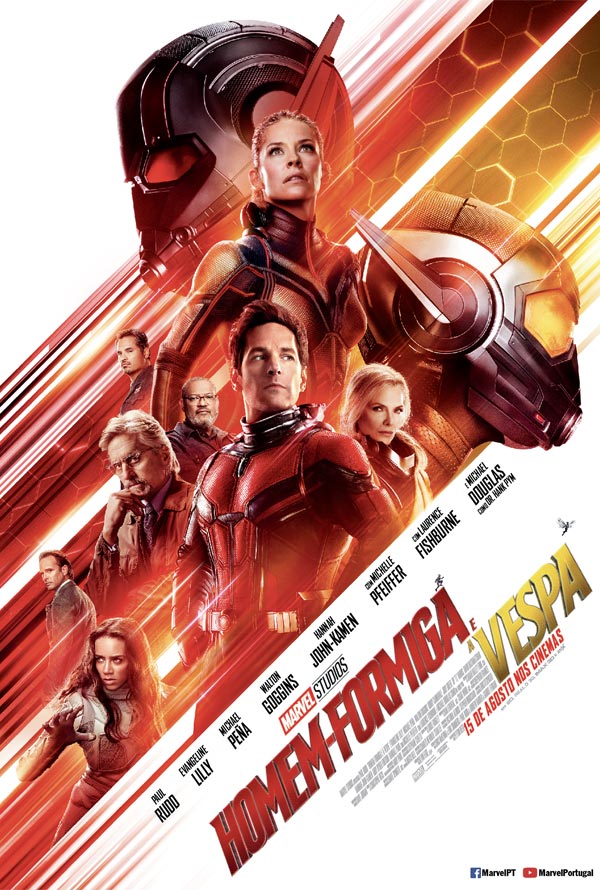 PAUL
RUDD
EVANGELINE
LILLY
MICHAEL
PEÑA
WALTON
GOGGINS
HANNAH
JOHN-KAMEN
COM MICHELLE
PFEIFFER
COM LAURENCE
FISHBURNE
E MICHAEL
DOUGLAS
COMO DR. HANK PYM
MARVEL STUDIOS
HOMEM-FORMIGA
E
A VESPA
15 DE AGOSTO NOS CINEMAS
MarvelPT MarvelPortugal